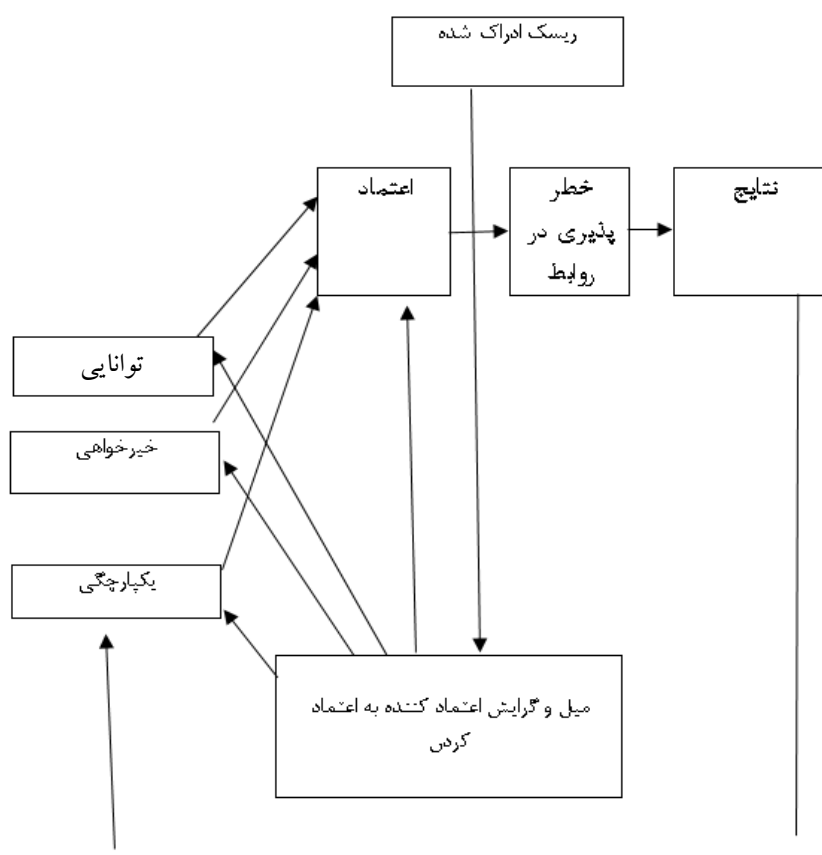 ریسک ادراک شده
اعتماد
خطر
پذیری در
روابط
نتایج
توانایی
خیرخواهی
یکپارچگی
میل و گرایش اعتماد کننده به اعتماد
کردن